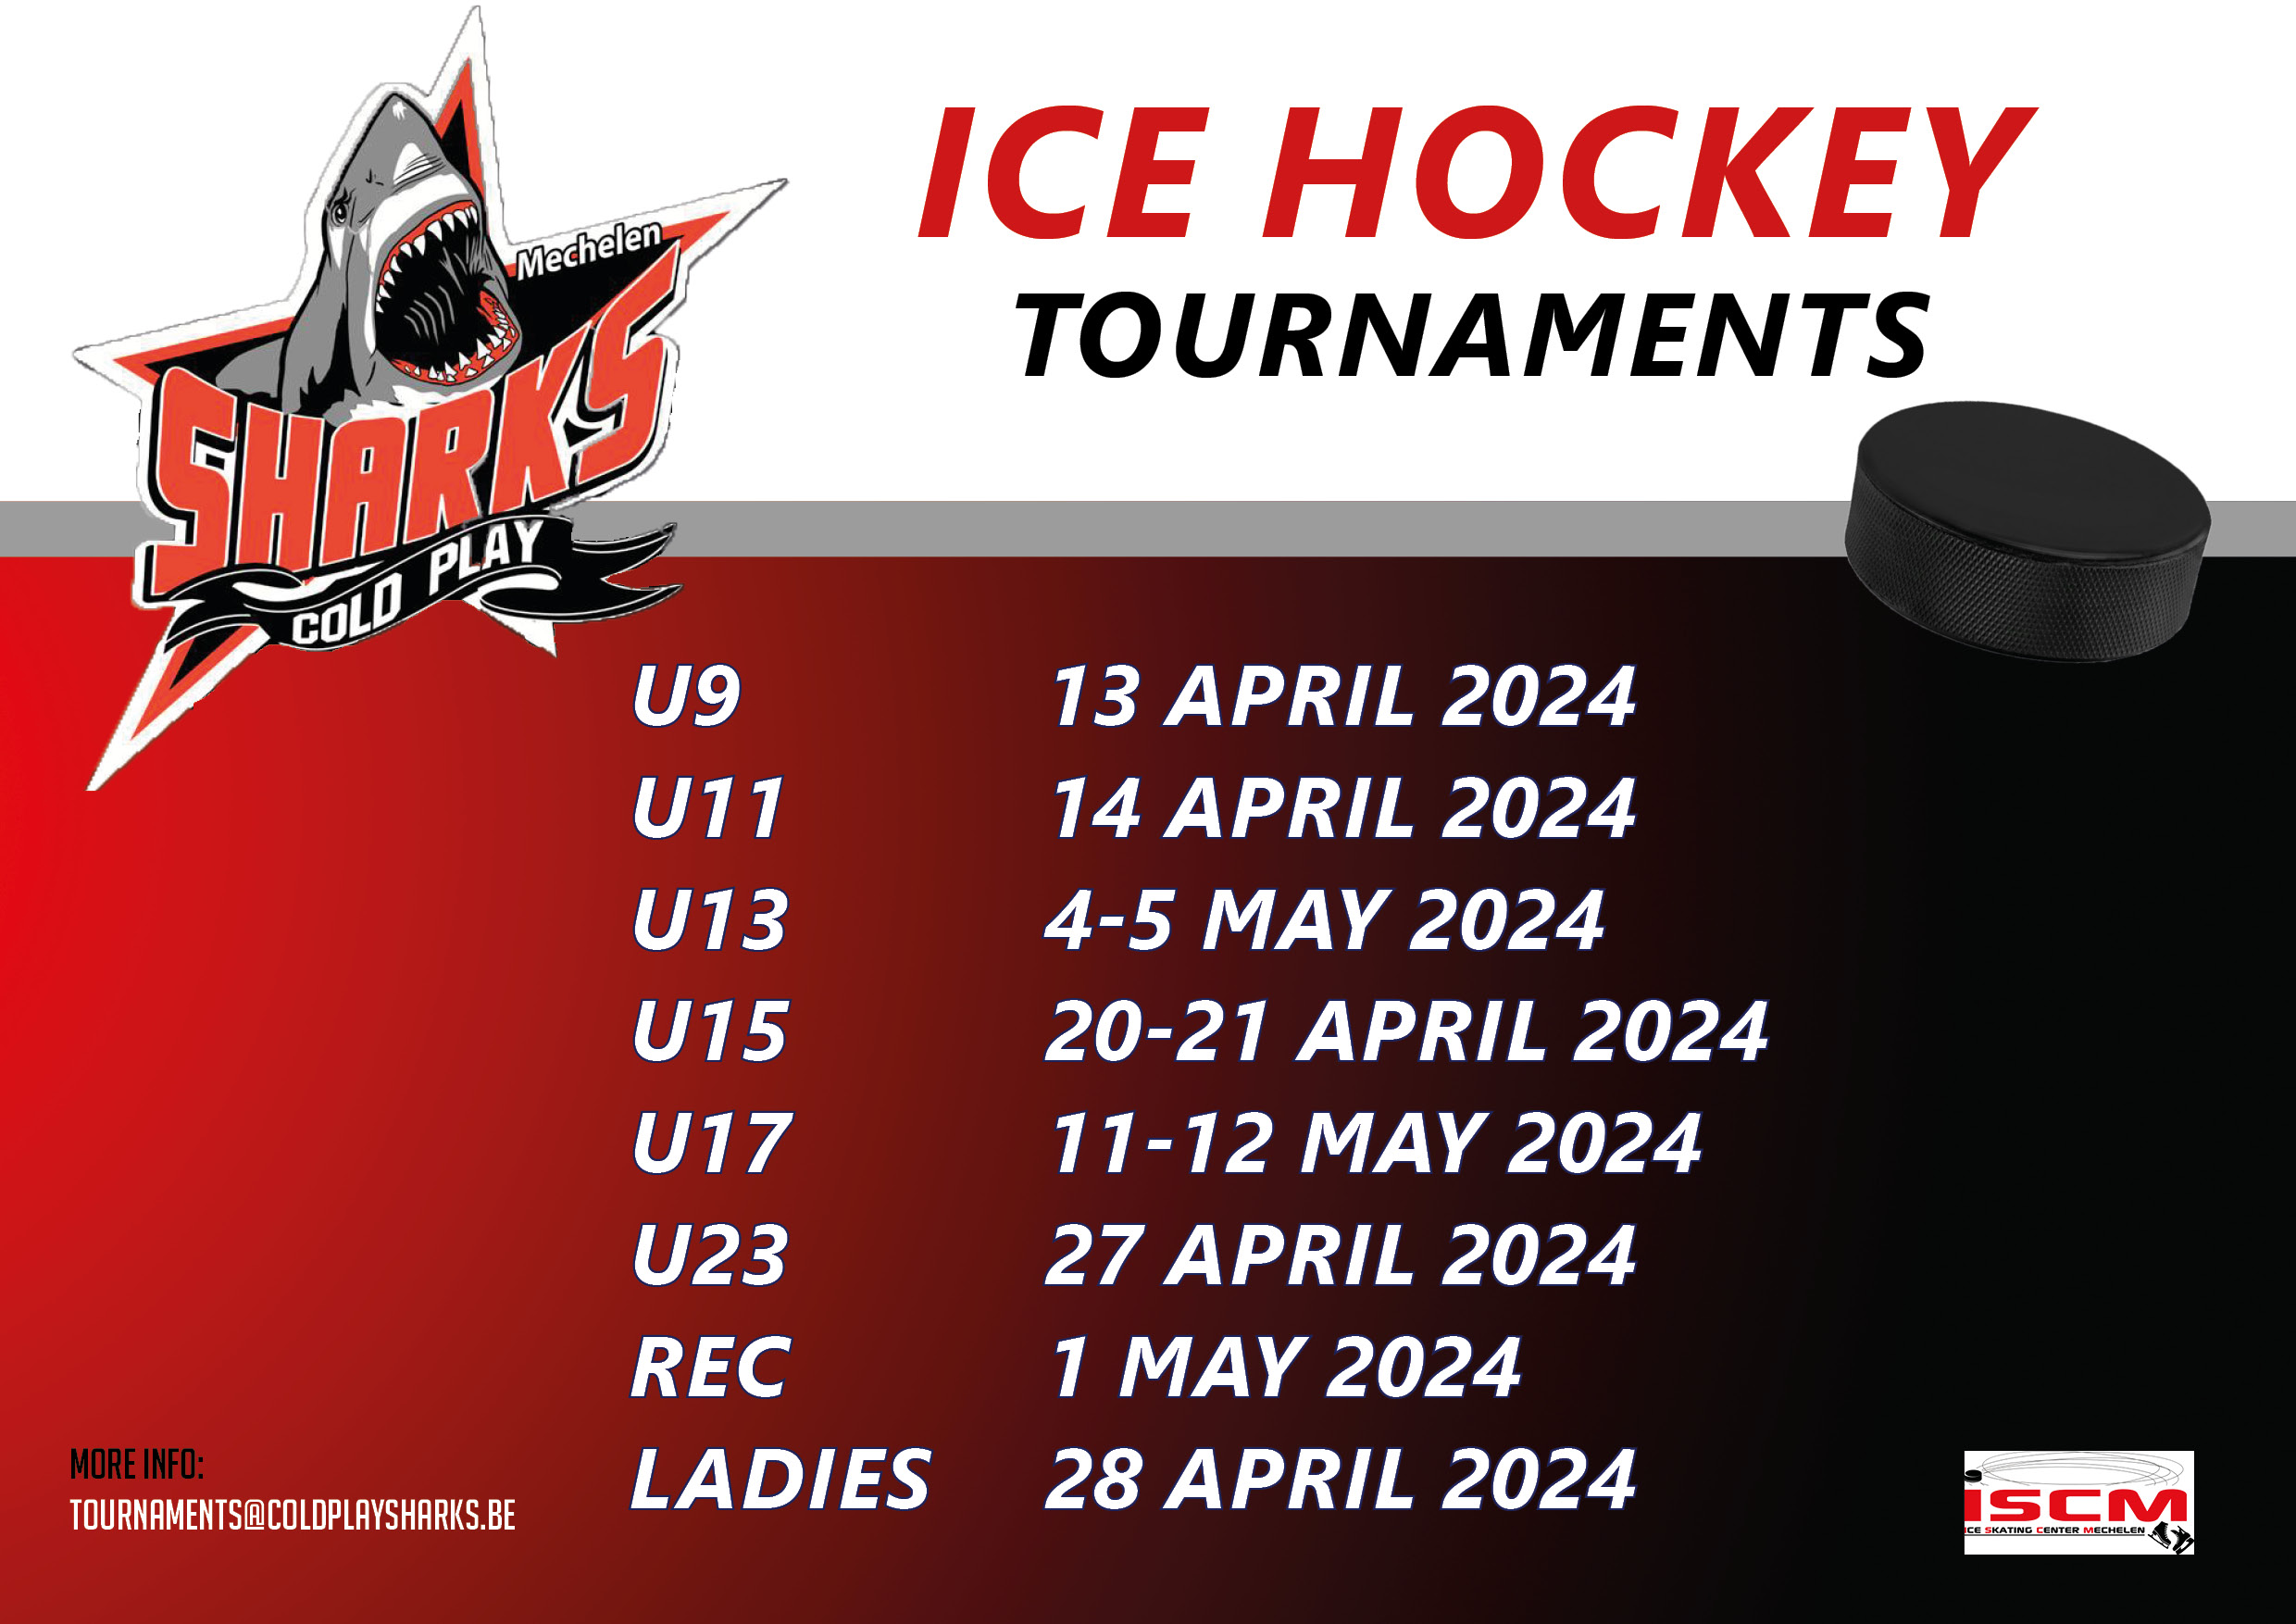 Mechelen
SHARKS
COLD PLAY
ICE HOCKEY
TOURNAMENTS
U9 13 APRIL 2024
U11 14 APRIL 2024
U13 4-5 MAY 2024
U15 20-21 APRIL 2024
U17 11-12 MAY 2024
U23 27 APRIL 2024
REC 1 MAY 2024
LADIES 28 APRIL 2024
MORE INFO:
TOURNAMENTS@COLDPLAYSHARKS.BE
ISCM
ICE SKATING CENTER MECHELEN